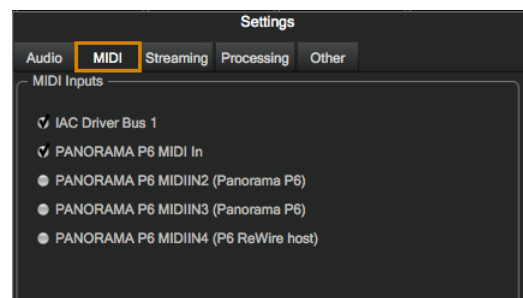 Settings
Audio MIDI Streaming Processing Other
MIDI Inputs
IAC Driver Bus 1
PANORAMA P6 MIDI In
PANORAMA P6 MIDIIN2 (Panorama P6)
PANORAMA P6 MIDIIN3 (Panorama P6)
PANORAMA P6 MIDIIN4 (P6 ReWire host)